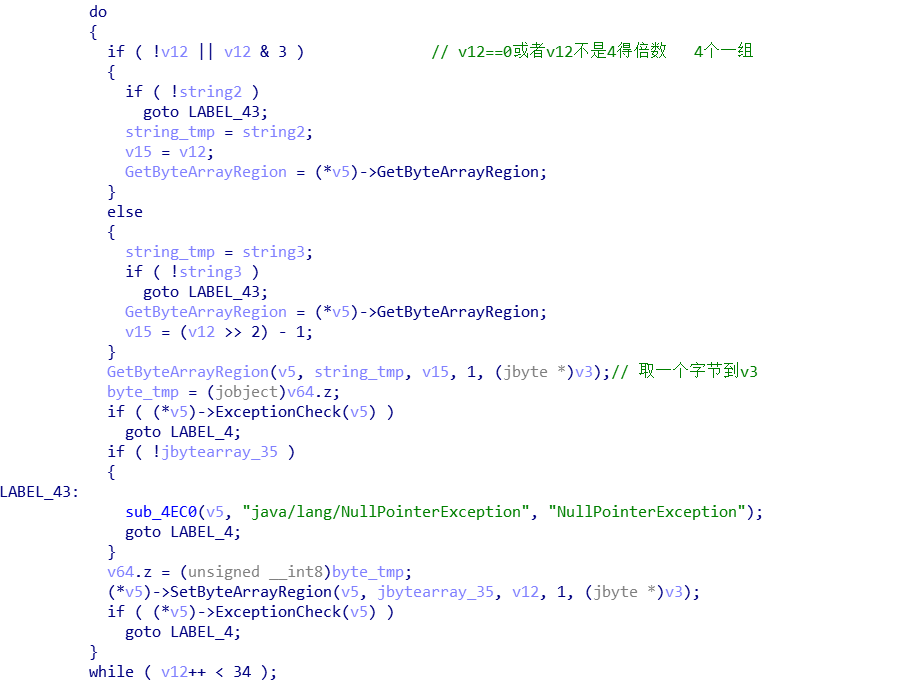 do
{
if ( !v12 || v12 & 3 ) // v12==0或者v12不是4得倍数 4个一组
{
if ( !string2 )
goto LABEL_43;
string_tmp = string2;
v15 = v12;
GetByteArrayRegion = (*v5)->GetByteArrayRegion;
}
else
{
string_tmp = string3;
if ( !string3 )
goto LABEL_43;
GetByteArrayRegion = (*v5)->GetByteArrayRegion;
v15 = (v12 >> 2) - 1;
}
GetByteArrayRegion(v5, string_tmp, v15, 1, (jbyte *)v3);// 取一个字节到v3
byte_tmp = (jobject)v64.z;
if ( (*v5)->ExceptionCheck(v5) )
goto LABEL_4;
if ( !jbytearray_35 )
{
LABEL_43:
sub_4EC0(v5, "java/lang/NullPointerException", "NullPointerException");
goto LABEL_4;
}
v64.z = (unsigned __int8)byte_tmp;
(*v5)->SetByteArrayRegion(v5, jbytearray_35, v12, 1, (jbyte *)v3);
if ( (*v5)->ExceptionCheck(v5) )
goto LABEL_4;
}
while ( v12++ < 34 );